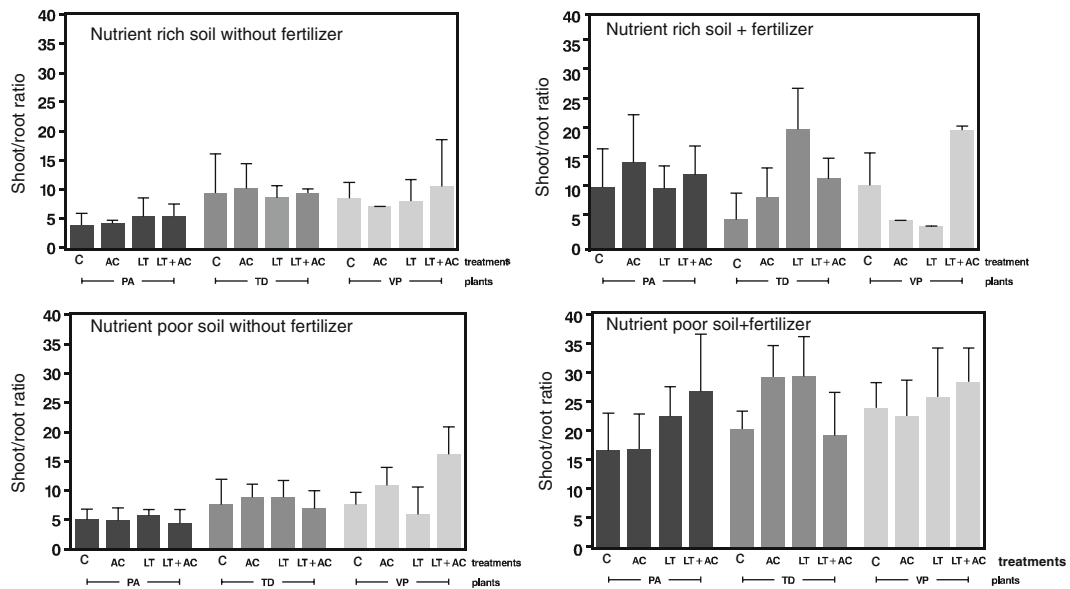 Nutrient rich soil without fertilizer
Shoot/root ratio
40
35
30
25
20
15
10
5
0
C AC LT LT+AC C AC LT LT+AC C AC LT LT+AC treatments
PA TD VP plants
Nutrient rich soil + fertilizer
Shoot/root ratio
40
35
30
25
20
15
10
5
0
C AC LT LT+AC C AC LT LT+AC C AC LT LT+AC treatment
PA TD VP plants
Nutrient poor soil without fertilizer
Shoot/root ratio
40
35
30
25
20
15
10
5
0
C AC LT LT+AC C AC LT LT+AC C AC LT LT+AC treatments
PA TD VP plants
Nutrient poor soil+fertilizer
Shoot/root ratio
40
35
30
25
20
15
10
5
0
C AC LT LT+AC C AC LT LT+AC C AC LT LT+AC treatments
PA TD VP plants